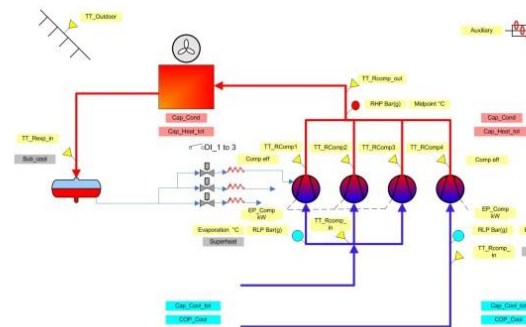 TT_Outdoor
Auxiliary
TT_Rcomp_out
RHP Bar(g) Midpoint °C
Cap_Cond
Cap_Heat_tot
Cap_Cond
Cap_Heat_tot
TT_Rexp_in
Sub_cool
DI_1 to 3
TT_RComp1
TT_RComp2
TT_RComp3
TT_RComp4
Comp eff
Comp eff
EP_Comp
kW
EP_Comp
kW
Evaporation °C
RLP Bar(g)
TT_Rcomp_
in
RLP Bar(g)
Superheat
TT_Rcomp_
in
Cap_Cool_tot
COP_Cool
Cap_Cool_tot
COP_Cool